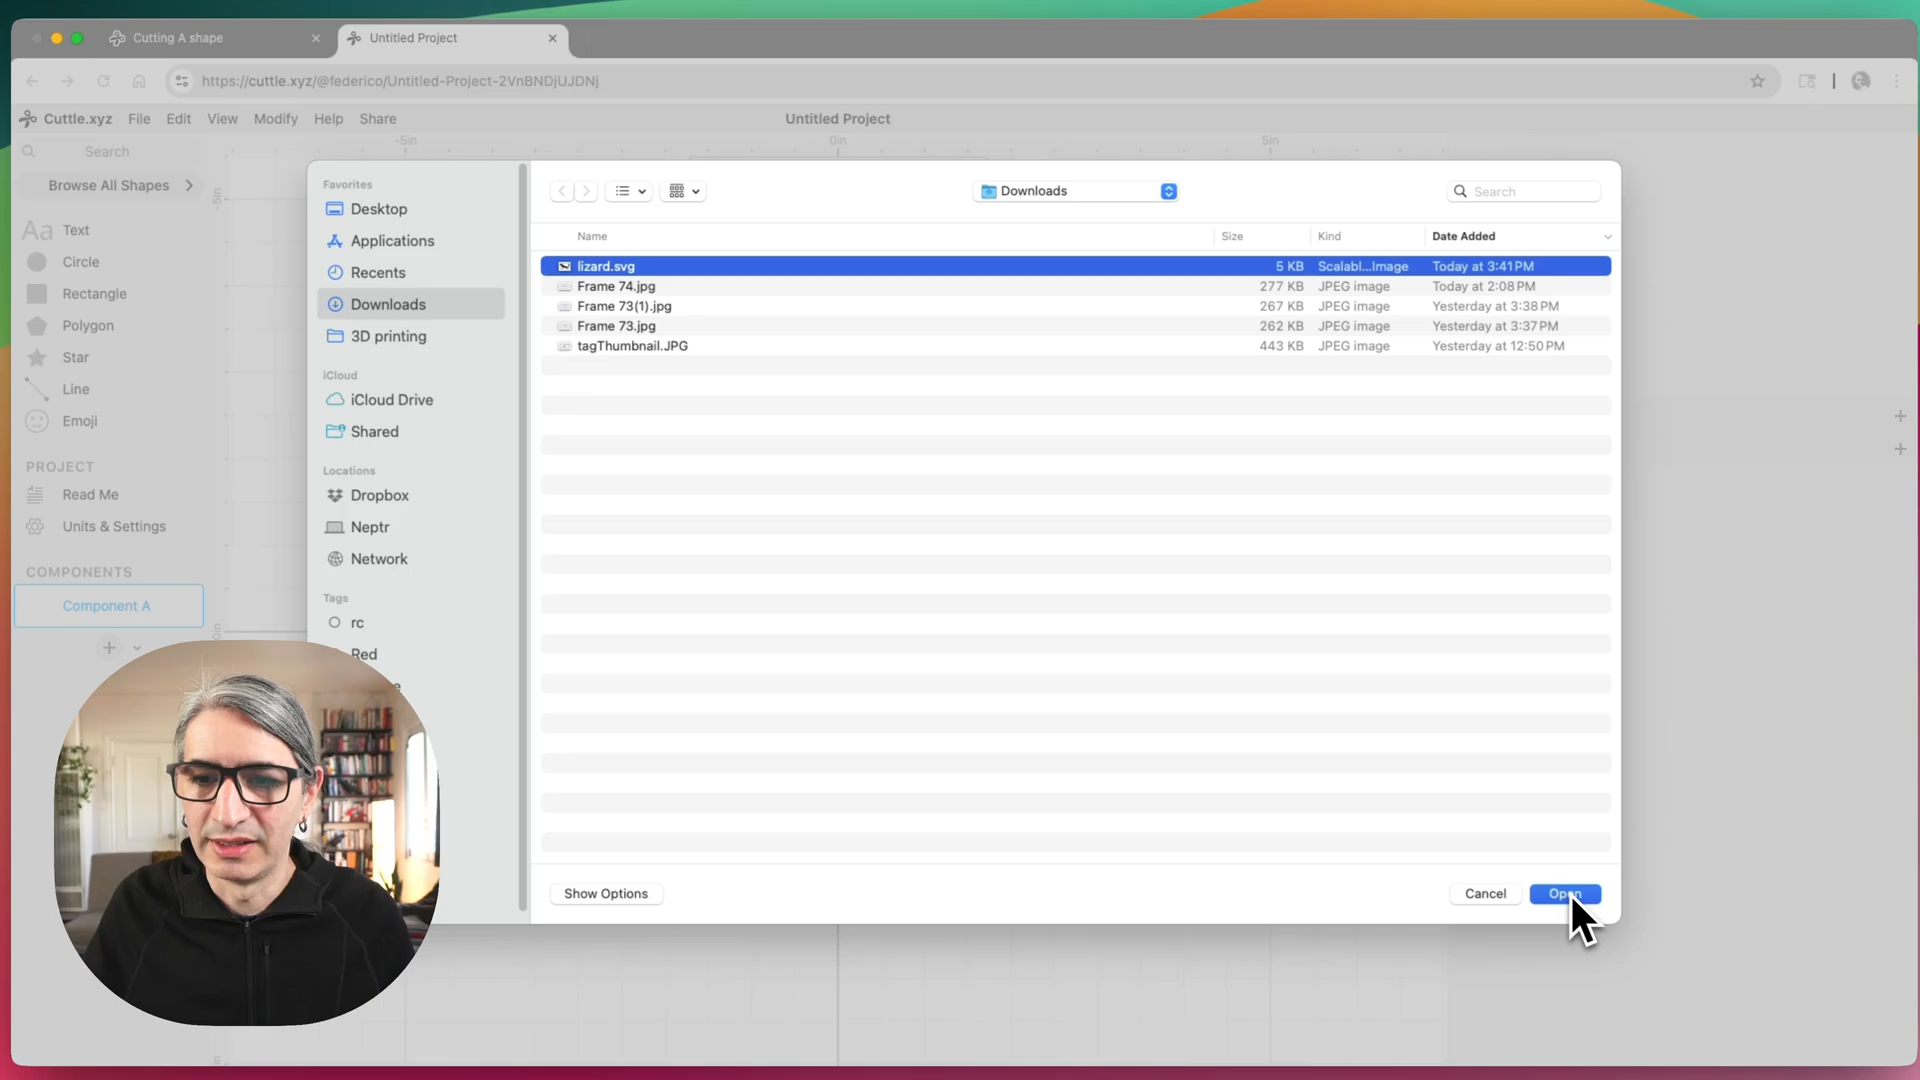 Cutting A shape
Untitled Project
https://cuttle.xyz/@federico/Untitled-Project-2VnBNDjUJDNj
Cuttle.xyz File Edit View Modify Help Share
Untitled Project
Search
Browse All Shapes
Aa Text
Circle
Rectangle
Polygon
Star
Line
Emoji
PROJECT
Read Me
Units & Settings
COMPONENTS
Component A
-5in
0in
5in
-5in
0in
Favorites
Desktop
Applications
Recents
Downloads
3D printing
iCloud
iCloud Drive
Shared
Locations
Dropbox
Neptr
Network
Tags
rc
Red
Downloads
Search
Name Size Kind Date Added
lizard.svg 5 KB Scalabl...Image Today at 3:41 PM
Frame 74.jpg 277 KB JPEG image Today at 2:08 PM
Frame 73(1).jpg 267 KB JPEG image Yesterday at 3:38 PM
Frame 73.jpg 262 KB JPEG image Yesterday at 3:37 PM
tagThumbnail.JPG 443 KB JPEG image Yesterday at 12:50 PM
Show Options
Cancel
Open